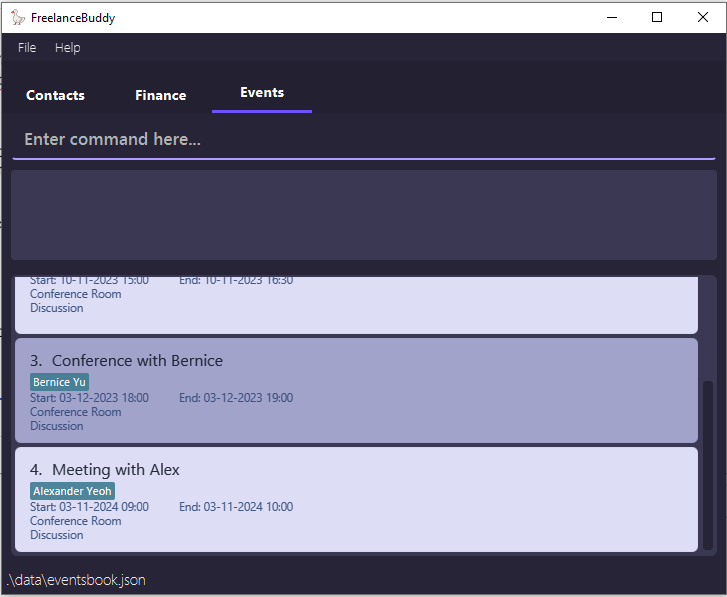 FreelanceBuddy
File Help
Contacts Finance Events
Enter command here...
Start: 10-11-2023 15:00 End: 10-11-2023 16:30
Conference Room
Discussion
3. Conference with Bernice
Bernice Yu
Start: 03-12-2023 18:00 End: 03-12-2023 19:00
Conference Room
Discussion
4. Meeting with Alex
Alexander Yeoh
Start: 03-11-2024 09:00 End: 03-11-2024 10:00
Conference Room
Discussion
.\data\eventsbook.json